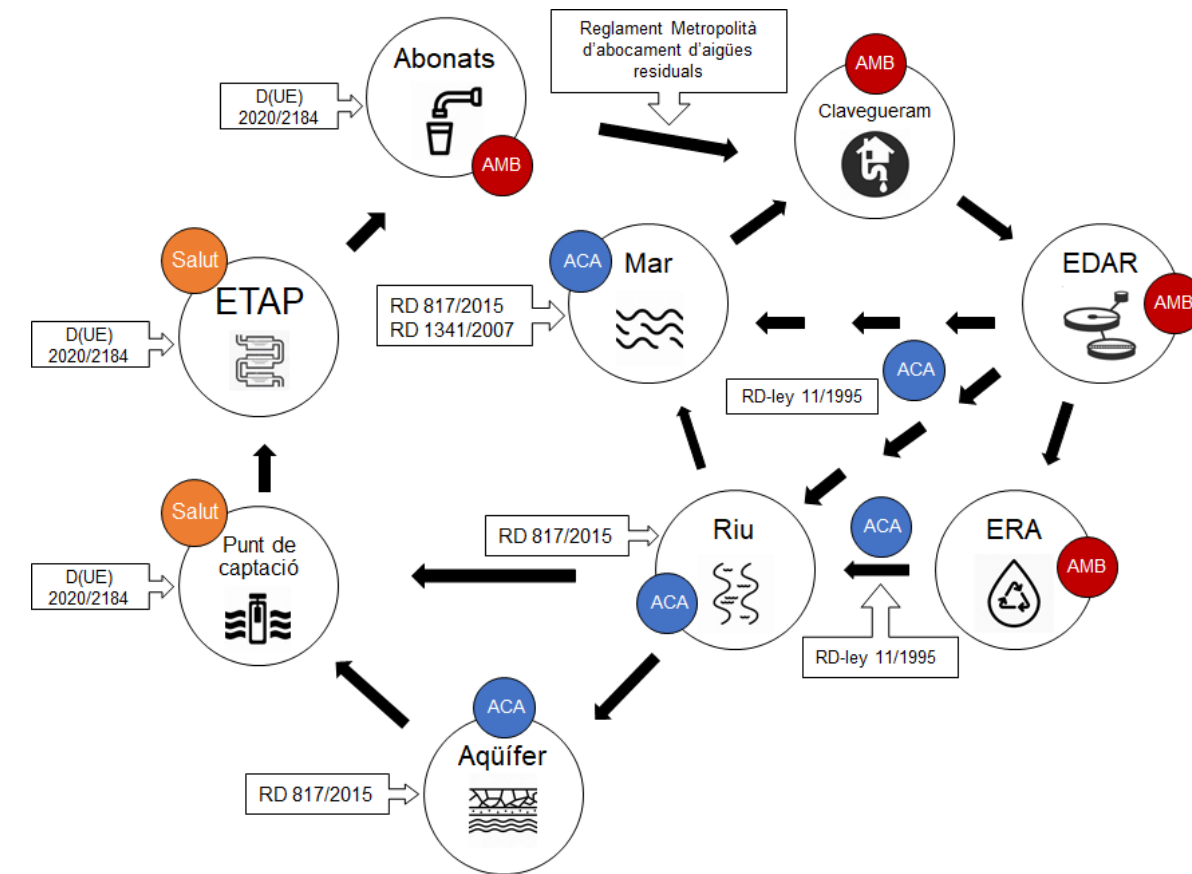 Reglament Metropolità
d'abocament d'aigües
residuals
Abonats
AMB
D(UE)
2020/2184
AMB
Clavegueram
Salut
ETAP
D(UE)
2020/2184
ACA
Mar
RD 817/2015
RD 1341/2007
EDAR
AMB
ACA
RD-ley 11/1995
Salut
Punt de
captació
D(UE)
2020/2184
RD 817/2015
Riu
ACA
ACA
RD-ley 11/1995
ERA
AMB
ACA
Aqüífer
RD 817/2015